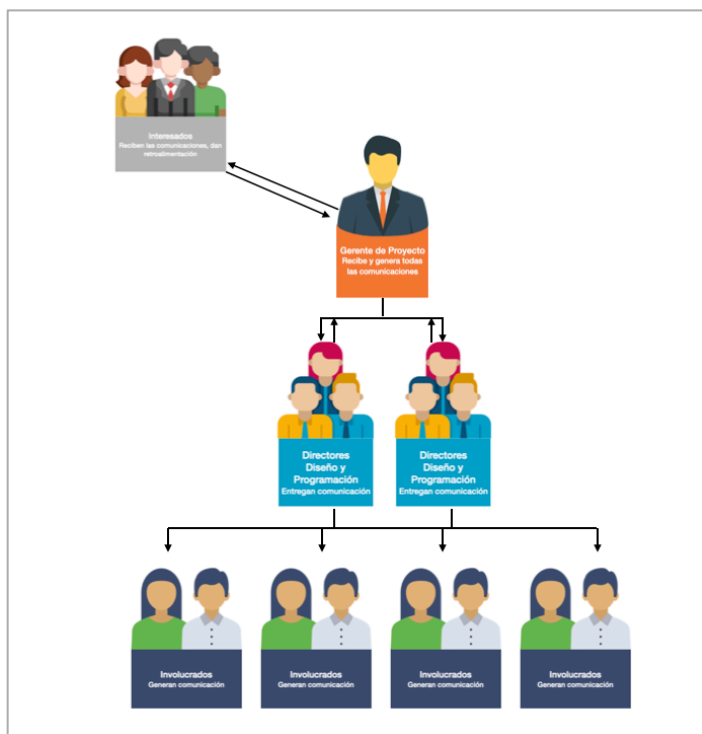 Interesados
Reciben las comunicaciones, dan
retroalimentación
Gerente de Proyecto
Recibe y genera todas
las comunicaciones
Directores
Diseño y
Programación
Entregan comunicación
Directores
Diseño y
Programación
Entregan comunicación
Involucrados
Generan comunicación
Involucrados
Generan comunicación
Involucrados
Generan comunicación
Involucrados
Generan comunicación